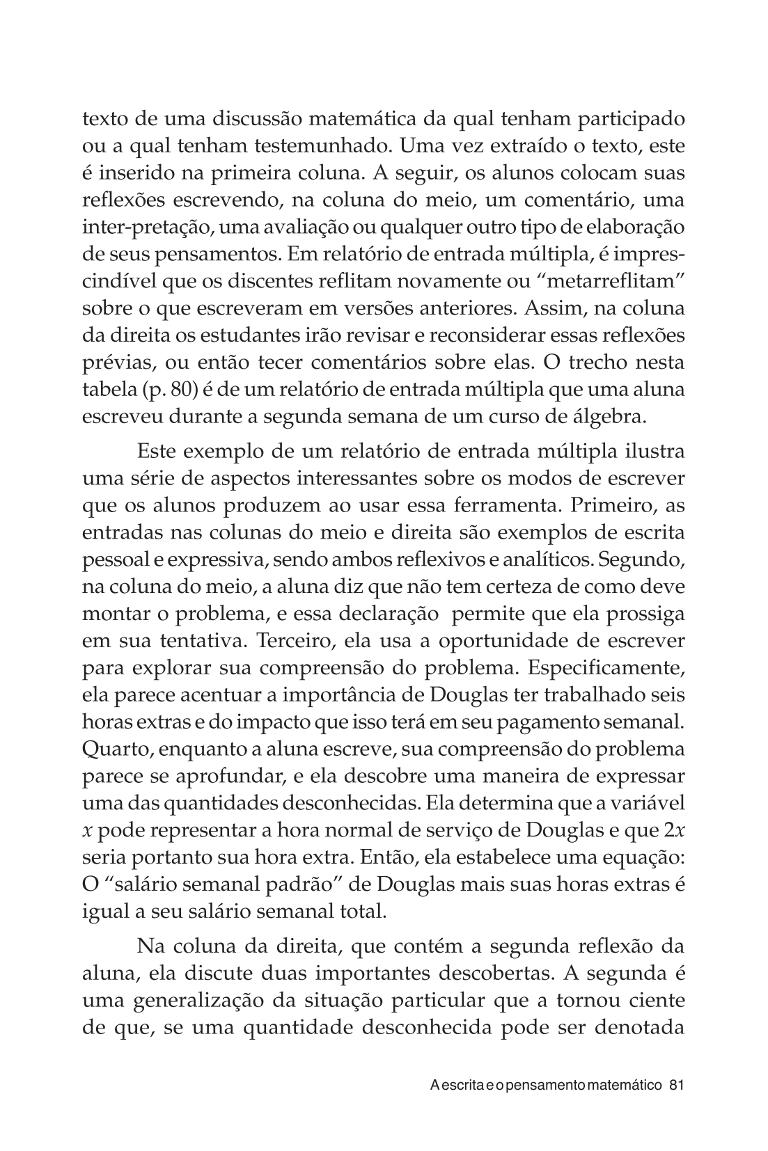 texto de uma discussão matemática da qual tenham participado
ou a qual tenham testemunhado. Uma vez extraído o texto, este
é inserido na primeira coluna. A seguir, os alunos colocam suas
reflexões escrevendo, na coluna do meio, um comentário, uma
inter-pretação, uma avaliação ou qualquer outro tipo de elaboração
de seus pensamentos. Em relatório de entrada múltipla, é impres-
cindível que os discentes reflitam novamente ou “metarreflitam”
sobre o que escreveram em versões anteriores. Assim, na coluna
da direita os estudantes irão revisar e reconsiderar essas reflexões
prévias, ou então tecer comentários sobre elas. O trecho nesta
tabela (p. 80) é de um relatório de entrada múltipla que uma aluna
escreveu durante a segunda semana de um curso de álgebra.
Este exemplo de um relatório de entrada múltipla ilustra
uma série de aspectos interessantes sobre os modos de escrever
que os alunos produzem ao usar essa ferramenta. Primeiro, as
entradas nas colunas do meio e direita são exemplos de escrita
pessoal e expressiva, sendo ambos reflexivos e analíticos. Segundo,
na coluna do meio, a aluna diz que não tem certeza de como deve
montar o problema, e essa declaração permite que ela prossiga
em sua tentativa. Terceiro, ela usa a oportunidade de escrever
para explorar sua compreensão do problema. Especificamente,
ela parece acentuar a importância de Douglas ter trabalhado seis
horas extras e do impacto que isso terá em seu pagamento semanal.
Quarto, enquanto a aluna escreve, sua compreensão do problema
parece se aprofundar, e ela descobre uma maneira de expressar
uma das quantidades desconhecidas. Ela determina que a variável
x pode representar a hora normal de serviço de Douglas e que 2x
seria portanto sua hora extra. Então, ela estabelece uma equação:
O “salário semanal padrão” de Douglas mais suas horas extras é
igual a seu salário semanal total.
Na coluna da direita, que contém a segunda reflexão da
aluna, ela discute duas importantes descobertas. A segunda é
uma generalização da situação particular que a tornou ciente
de que, se uma quantidade desconhecida pode ser denotada
A escrita e o pensamento matemático 81